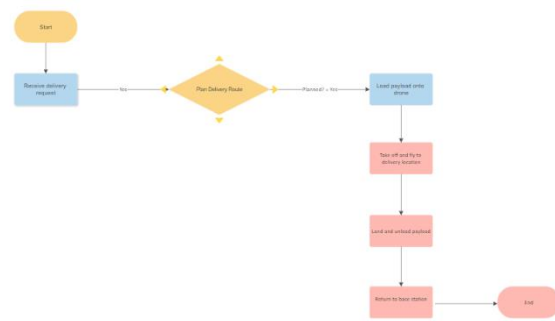 Start
Receive delivery
request
Yes
Plan Delivery Route
Planned? = Yes
Load payload onto
drone
Take off and fly to
delivery location
Land and unload payload
Return to base station
End